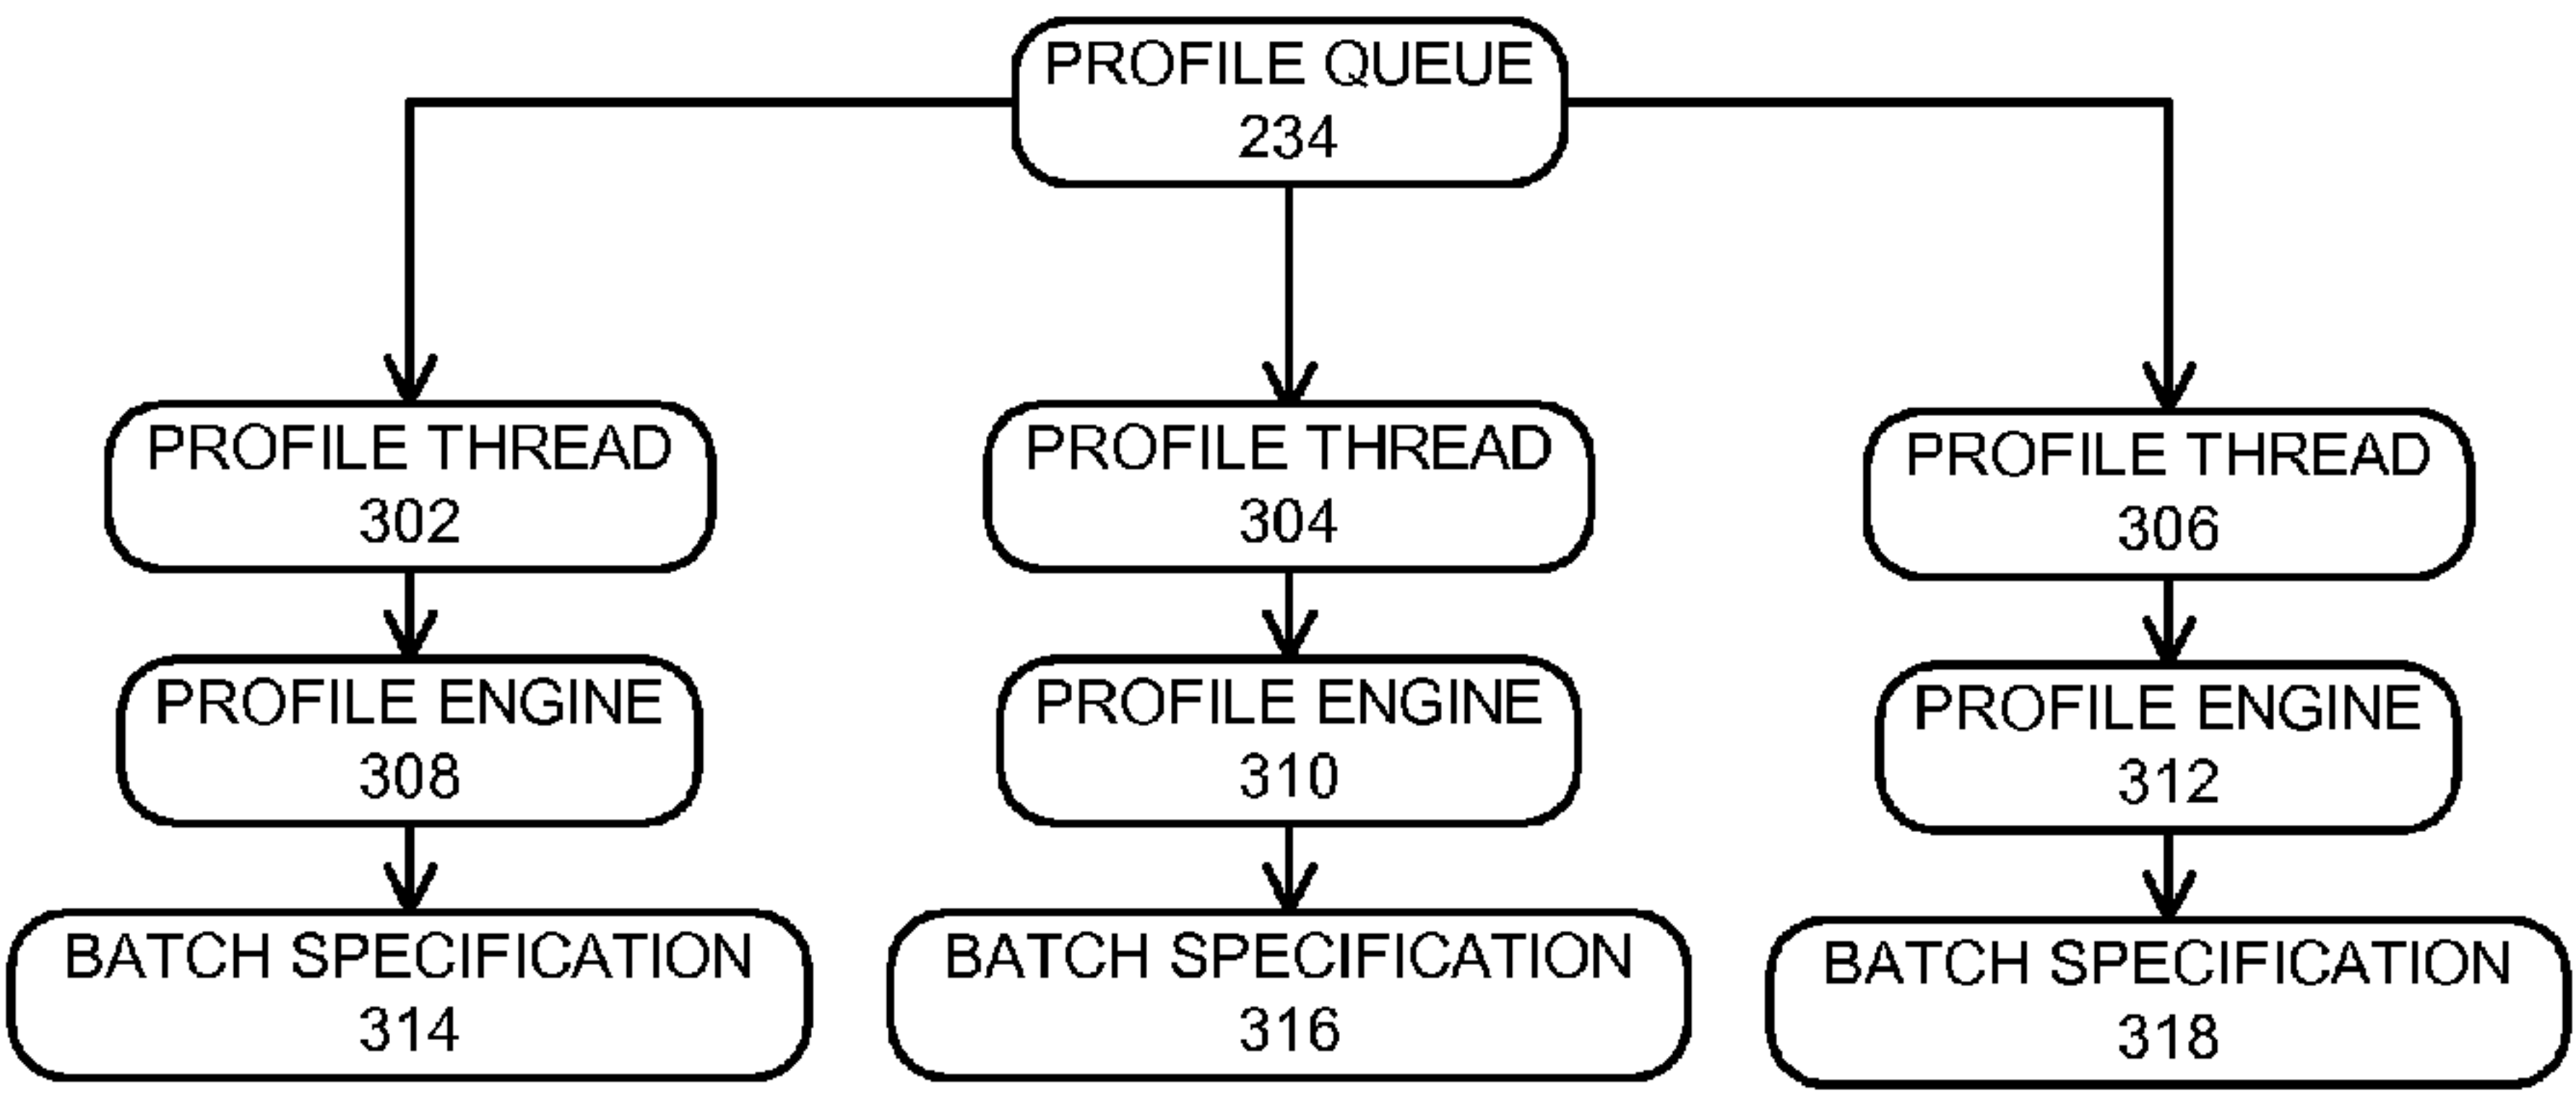 PROFILE QUEUE
234
PROFILE THREAD
302
PROFILE THREAD
304
PROFILE THREAD
306
PROFILE ENGINE
308
PROFILE ENGINE
310
PROFILE ENGINE
312
BATCH SPECIFICATION
314
BATCH SPECIFICATION
316
BATCH SPECIFICATION
318